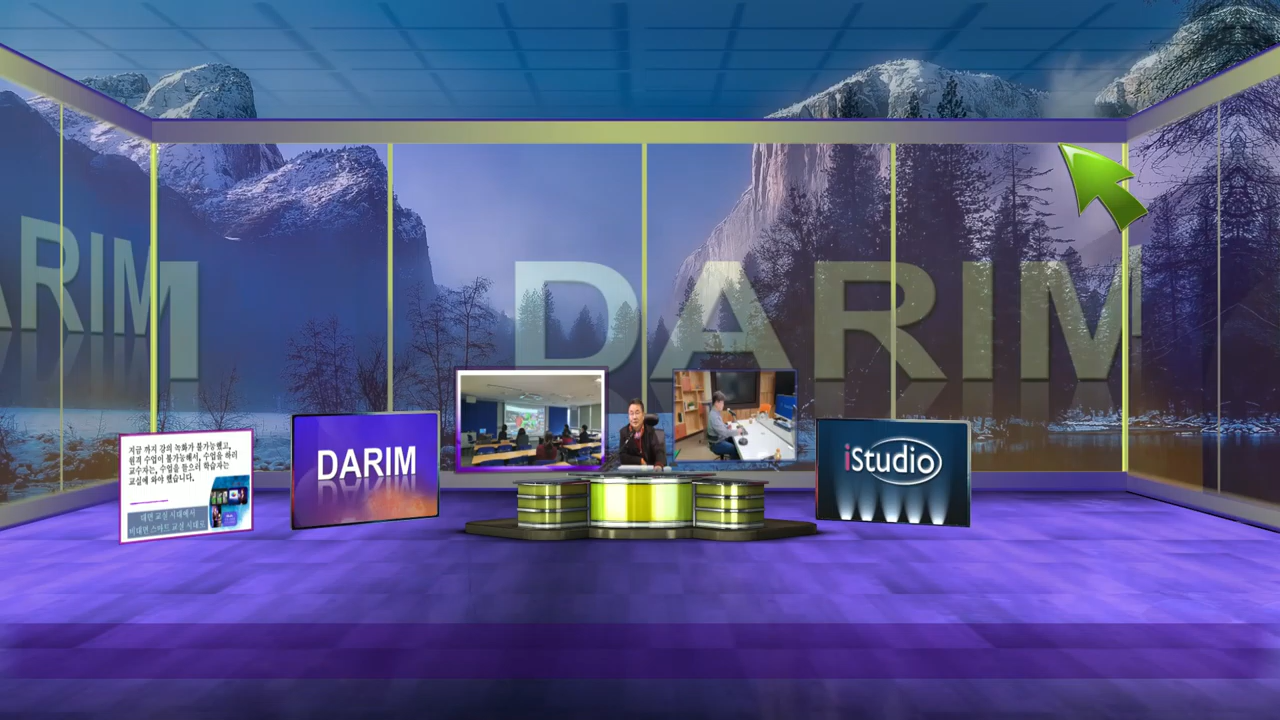 DARIM
ARIM
M
지금 까지 강의 녹화가 불가능했고,
원격 수업이 불가능해서, 수업을 하려
교수자는, 수업을 들으러 학습자는
교실에 와야 했습니다.
대면 교실 시대에서
비대면 스마트 교실 시대로
DARIM
iStudio